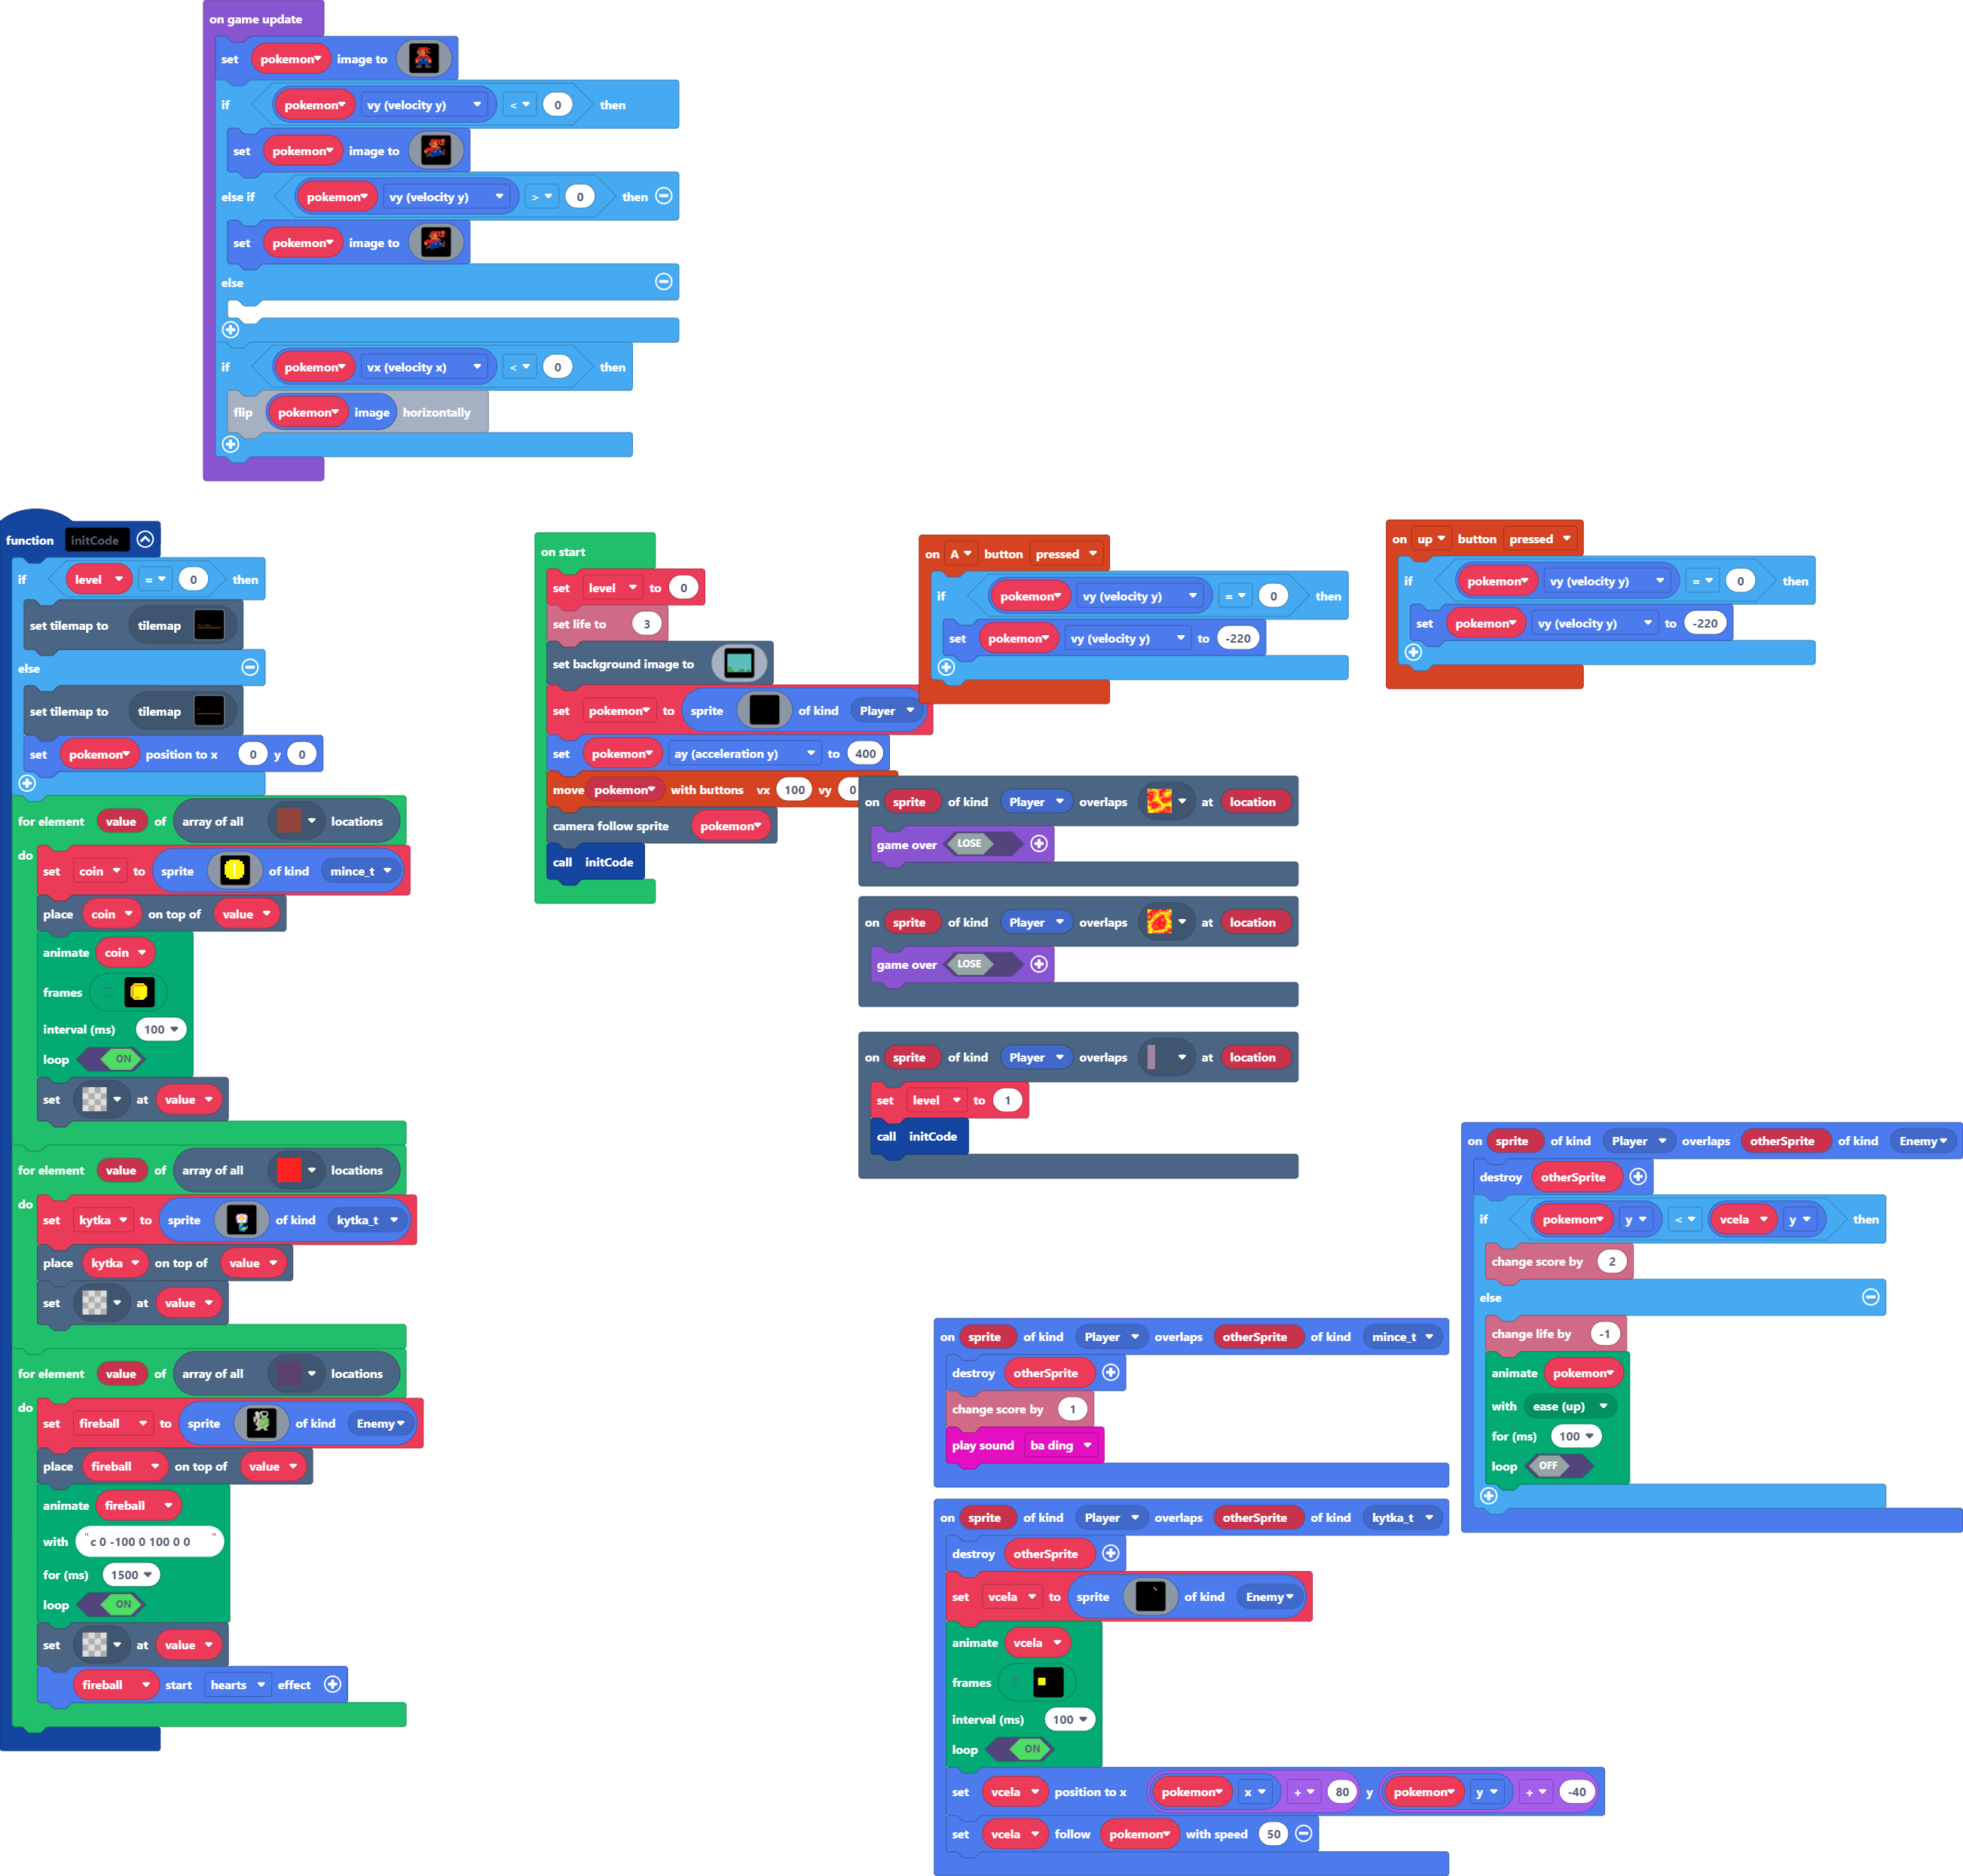 on game update
set pokemon image to
if pokemon vy (velocity y) < 0 then
set pokemon image to
else if pokemon vy (velocity y) > 0 then
set pokemon image to
else
if pokemon vx (velocity x) < 0 then
flip pokemon image horizontally
function initCode
if level = 0 then
set tilemap to tilemap
else
set tilemap to tilemap
set pokemon position to x 0 y 0
for element value of array of all locations
do
set coin to sprite of kind mince_t
place coin on top of value
animate coin
frames
interval (ms) 100
loop ON
set at value
for element value of array of all locations
do
set kytka to sprite of kind kytka_t
place kytka on top of value
set at value
for element value of array of all locations
do
set fireball to sprite of kind Enemy
place fireball on top of value
animate fireball
with "c 0 -100 0 100 0 0"
for (ms) 1500
loop ON
set at value
fireball start hearts effect
on start
set level to 0
set life to 3
set background image to
set pokemon to sprite of kind Player
set pokemon ay (acceleration y) to 400
move pokemon with buttons vx 100 vy 0
camera follow sprite pokemon
call initCode
on A button pressed
if pokemon vy (velocity y) = 0 then
set pokemon vy (velocity y) to -220
on up button pressed
if pokemon vy (velocity y) = 0 then
set pokemon vy (velocity y) to -220
on sprite of kind Player overlaps at location
game over LOSE
on sprite of kind Player overlaps at location
game over LOSE
on sprite of kind Player overlaps at location
set level to 1
call initCode
on sprite of kind Player overlaps otherSprite of kind Enemy
destroy otherSprite
if pokemon y < vcela y then
change score by 2
else
change life by -1
animate pokemon
with ease (up)
for (ms) 100
loop OFF
on sprite of kind Player overlaps otherSprite of kind mince_t
destroy otherSprite
change score by 1
play sound ba ding
on sprite of kind Player overlaps otherSprite of kind kytka_t
destroy otherSprite
set vcela to sprite of kind Enemy
animate vcela
frames
interval (ms) 100
loop ON
set vcela position to x pokemon x + 80 y pokemon y + -40
set vcela follow pokemon with speed 50